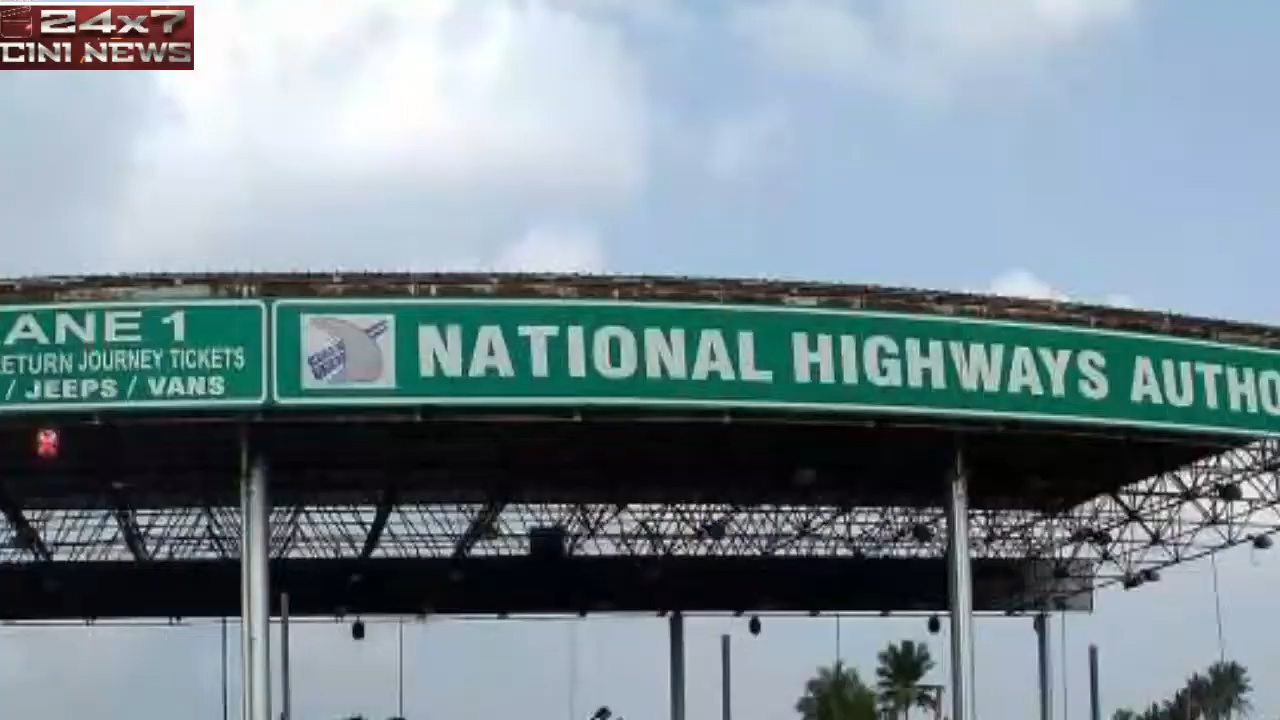 24x7
CINI NEWS
ANE 1
ETURN JOURNEY TICKETS
/ JEEPS / VANS
NATIONAL HIGHWAYS AUTHO